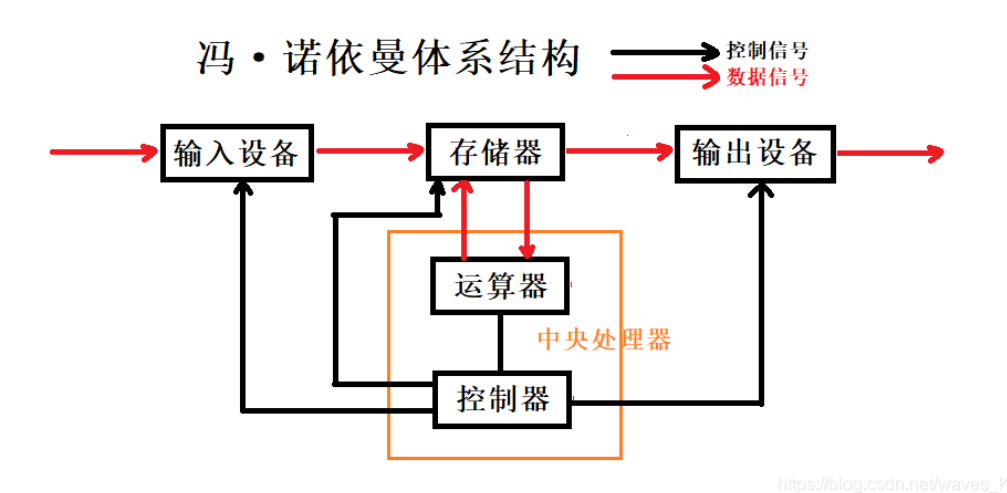 冯·诺依曼体系结构
控制信号
数据信号
输入设备
存储器
输出设备
运算器
中央处理器
控制器
https://blog.csdn.net/waves_K